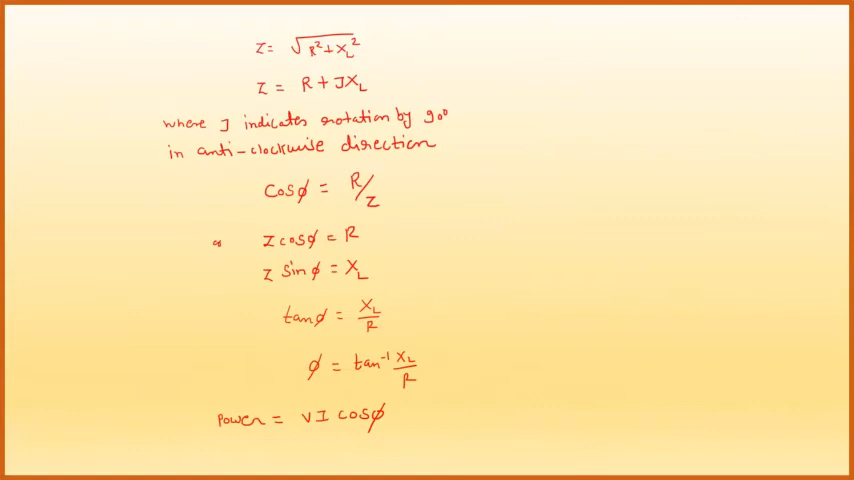 Z = √R²+X_L²
Z = R + JX_L
where J indicates rotation by 90°
in anti-clockwise direction
Cosϕ = R/Z
∞ Z cosϕ = R
Z Sinϕ = X_L
tanϕ = X_L/R
ϕ = tan⁻¹ X_L/R
Power = VI COSϕ